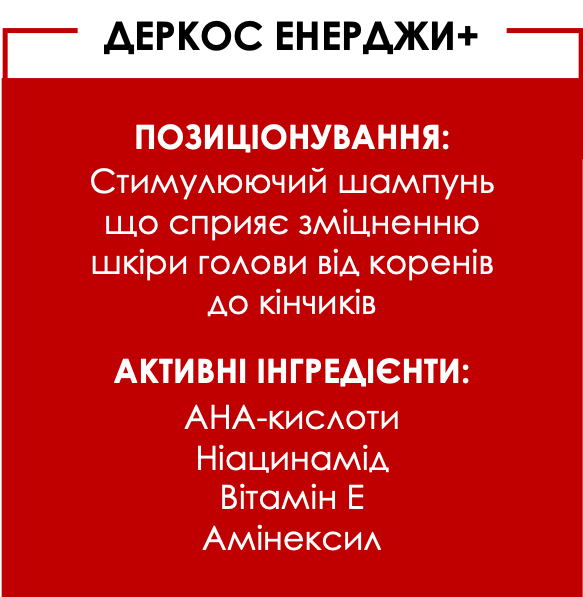 ДЕРКОС ЕНЕРДЖИ+
ПОЗИЦІОНУВАННЯ:
Стимулюючий шампунь
що сприяє зміцненню
шкіри голови від коренів
до кінчиків
АКТИВНІ ІНГРЕДІЄНТИ:
АНА-кислоти
Ніацинамід
Вітамін Е
Амінексил